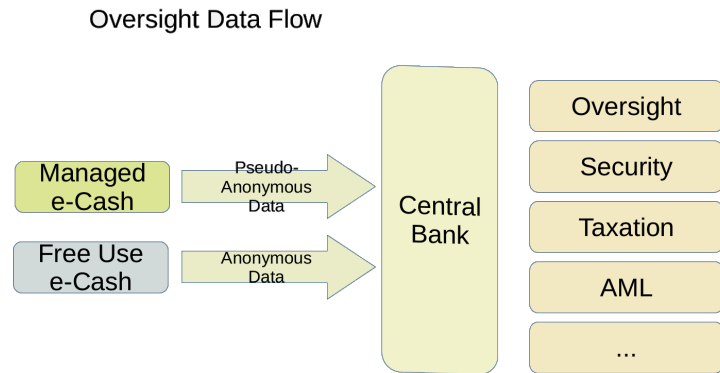 Oversight Data Flow
Managed
e-Cash
Pseudo-
Anonymous
Data
Free Use
e-Cash
Anonymous
Data
Central
Bank
Oversight
Security
Taxation
AML
...